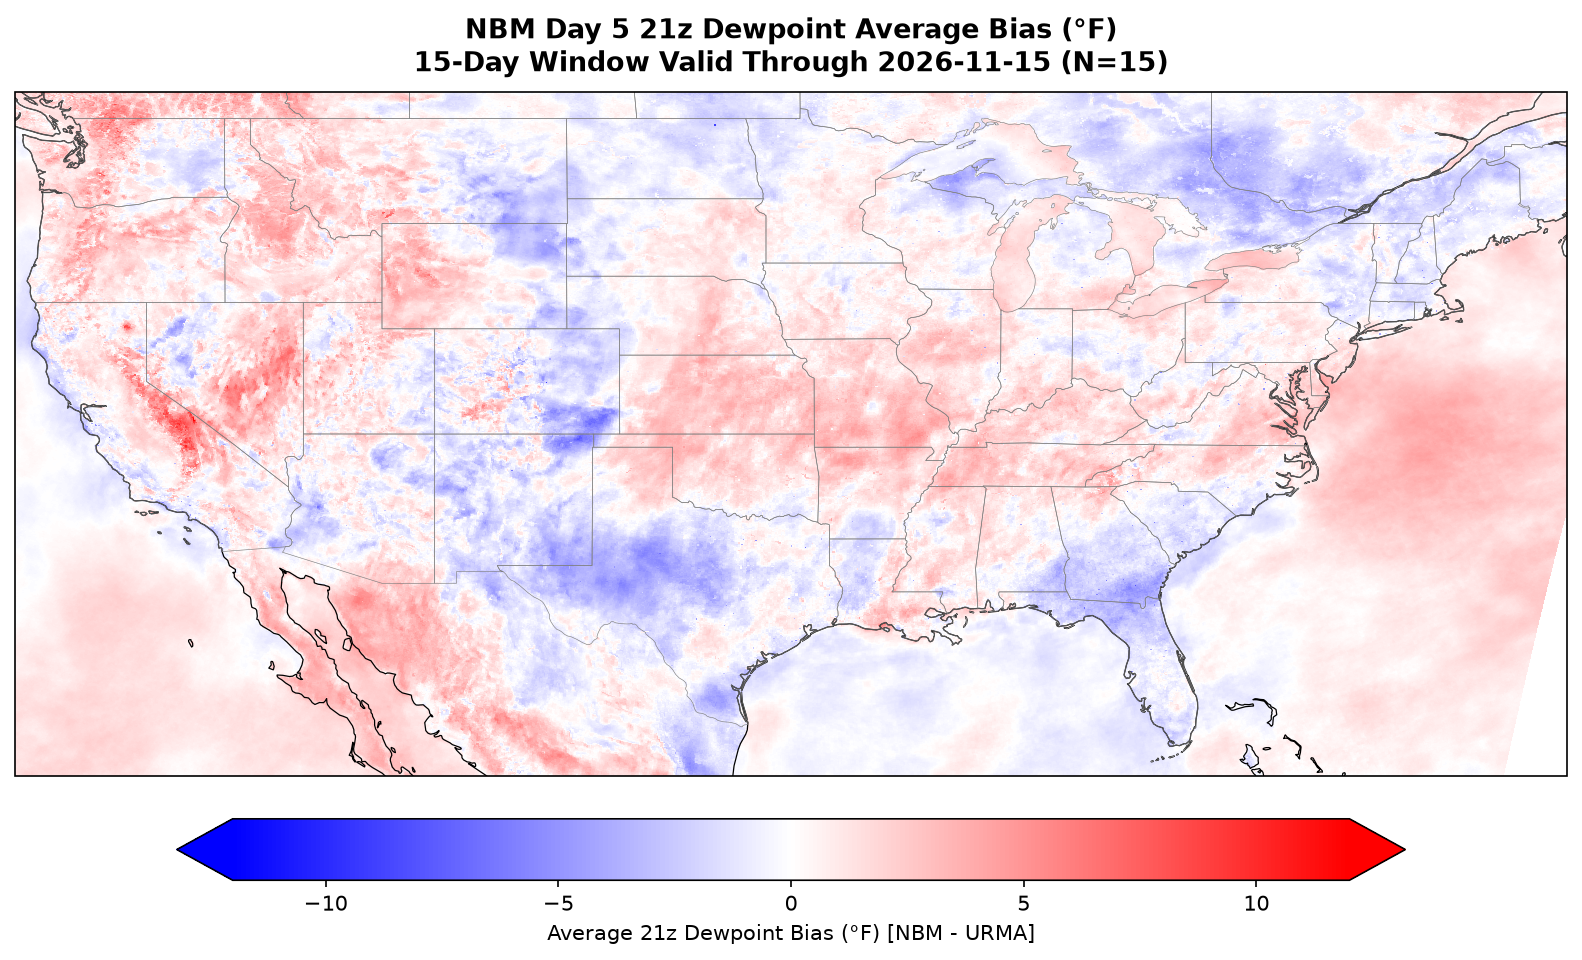 NBM Day 5 21z Dewpoint Average Bias (°F)
15-Day Window Valid Through 2026-11-15 (N=15)
−10 −5 0 5 10
Average 21z Dewpoint Bias (°F) [NBM - URMA]